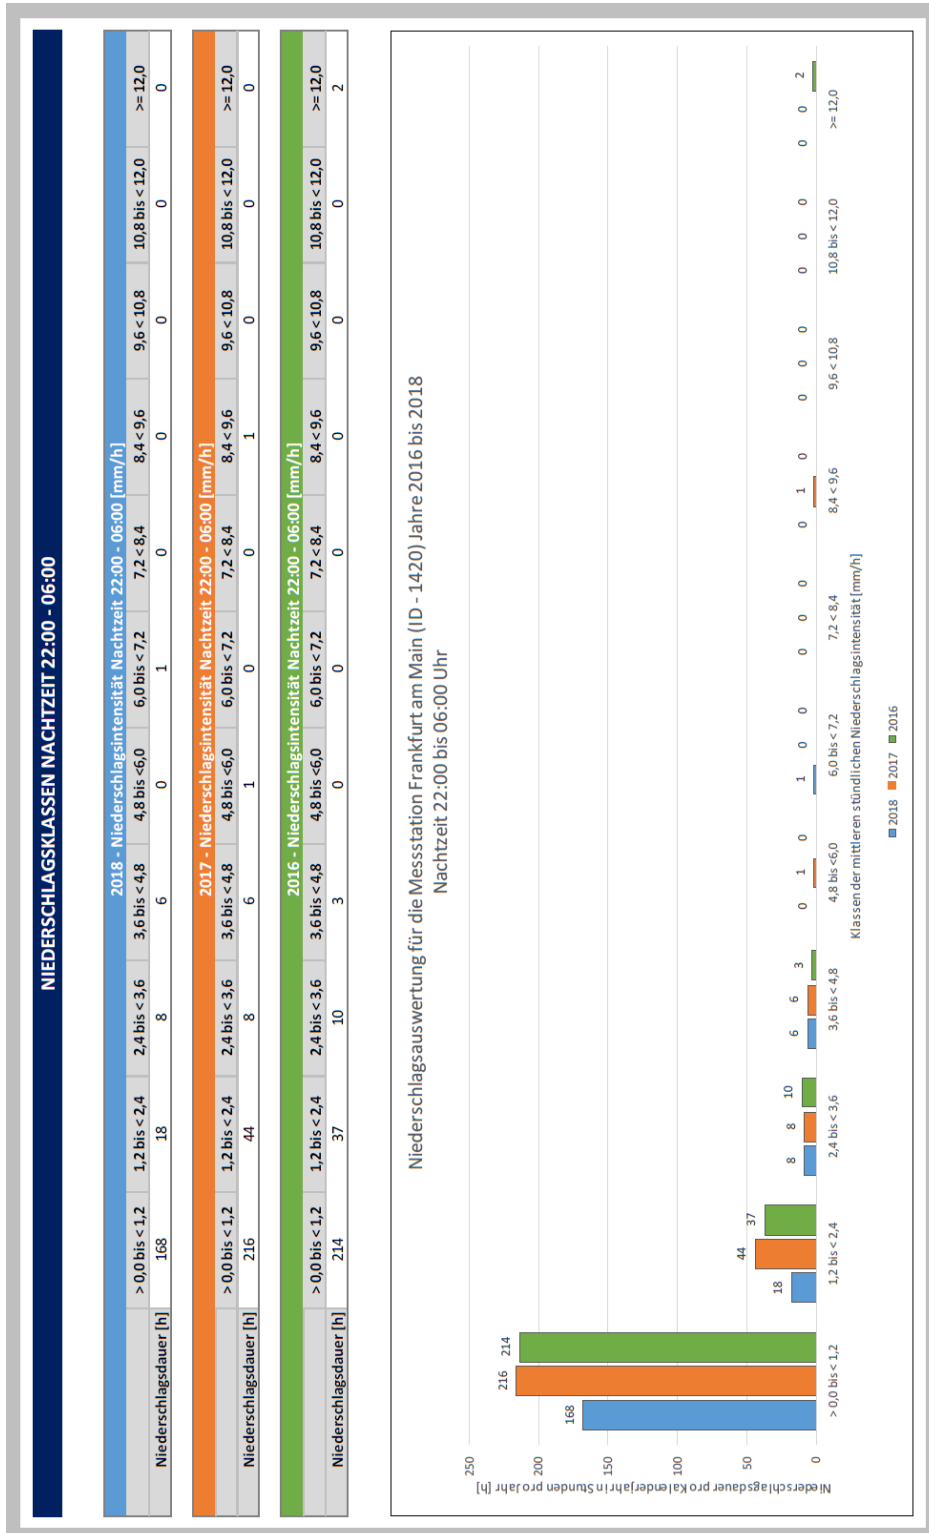 NIEDERSCHLAGSKLASSEN NACHTZEIT 22:00 - 06:00
2018 - Niederschlagsintensität Nachtzeit 22:00 - 06:00 [mm/h]
> 0,0 bis < 1,2 1,2 bis < 2,4 2,4 bis < 3,6 3,6 bis < 4,8 4,8 bis <6,0 6,0 bis < 7,2 7,2 < 8,4 8,4 < 9,6 9,6 < 10,8 10,8 bis < 12,0 >= 12,0
Niederschlagsdauer [h] 168 18 8 6 0 1 0 0 0 0 0
2017 - Niederschlagsintensität Nachtzeit 22:00 - 06:00 [mm/h]
> 0,0 bis < 1,2 1,2 bis < 2,4 2,4 bis < 3,6 3,6 bis < 4,8 4,8 bis <6,0 6,0 bis < 7,2 7,2 < 8,4 8,4 < 9,6 9,6 < 10,8 10,8 bis < 12,0 >= 12,0
Niederschlagsdauer [h] 216 44 8 6 1 0 0 1 0 0 0
2016 - Niederschlagsintensität Nachtzeit 22:00 - 06:00 [mm/h]
> 0,0 bis < 1,2 1,2 bis < 2,4 2,4 bis < 3,6 3,6 bis < 4,8 4,8 bis <6,0 6,0 bis < 7,2 7,2 < 8,4 8,4 < 9,6 9,6 < 10,8 10,8 bis < 12,0 >= 12,0
Niederschlagsdauer [h] 214 37 10 3 0 0 0 0 0 0 2
Niederschlagsauswertung für die Messstation Frankfurt am Main (ID - 1420) Jahre 2016 bis 2018
Nachtzeit 22:00 bis 06:00 Uhr
Niederschlagsdauer pro Kalenderjahr in Stunden pro Jahr [h]
250
200
150
100
50
0
168 216 214
18 44 37
8 8 10
6 6 3
0 1 0
1 0 0
0 0 0
0 1 0
0 0 0
0 0 0
0 0 2
> 0,0 bis < 1,2 1,2 bis < 2,4 2,4 bis < 3,6 3,6 bis < 4,8 4,8 bis <6,0 6,0 bis < 7,2 7,2 < 8,4 8,4 < 9,6 9,6 < 10,8 10,8 bis < 12,0 >= 12,0
Klassen der mittleren stündlichen Niederschlagsintensität [mm/h]
2018 2017 2016